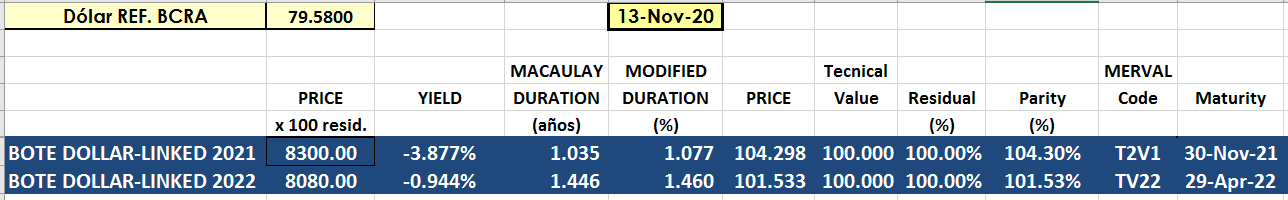 Dólar REF. BCRA 79.5800 13-Nov-20
MACAULAY MODIFIED Tecnical MERVAL
PRICE YIELD DURATION DURATION PRICE Value Residual Parity Code Maturity
x 100 resid. (años) (%) (%) (%)
BOTE DOLLAR-LINKED 2021 8300.00 -3.877% 1.035 1.077 104.298 100.000 100.00% 104.30% T2V1 30-Nov-21
BOTE DOLLAR-LINKED 2022 8080.00 -0.944% 1.446 1.460 101.533 100.000 100.00% 101.53% TV22 29-Apr-22